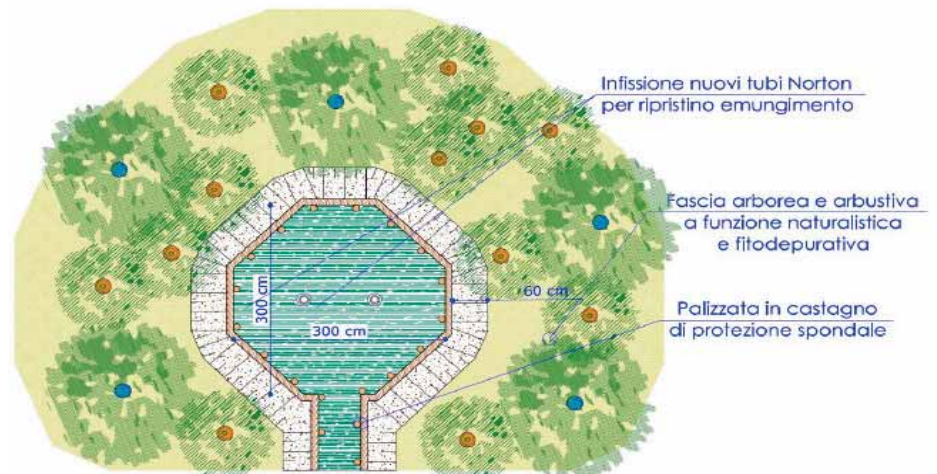 Infissione nuovi tubi Norton
per ripristino emungimento
Fascia arborea e arbustiva
a funzione naturalistica
e fitodepurativa
60 cm
300 cm
300 cm
Palizzata in castagno
di protezione spondale